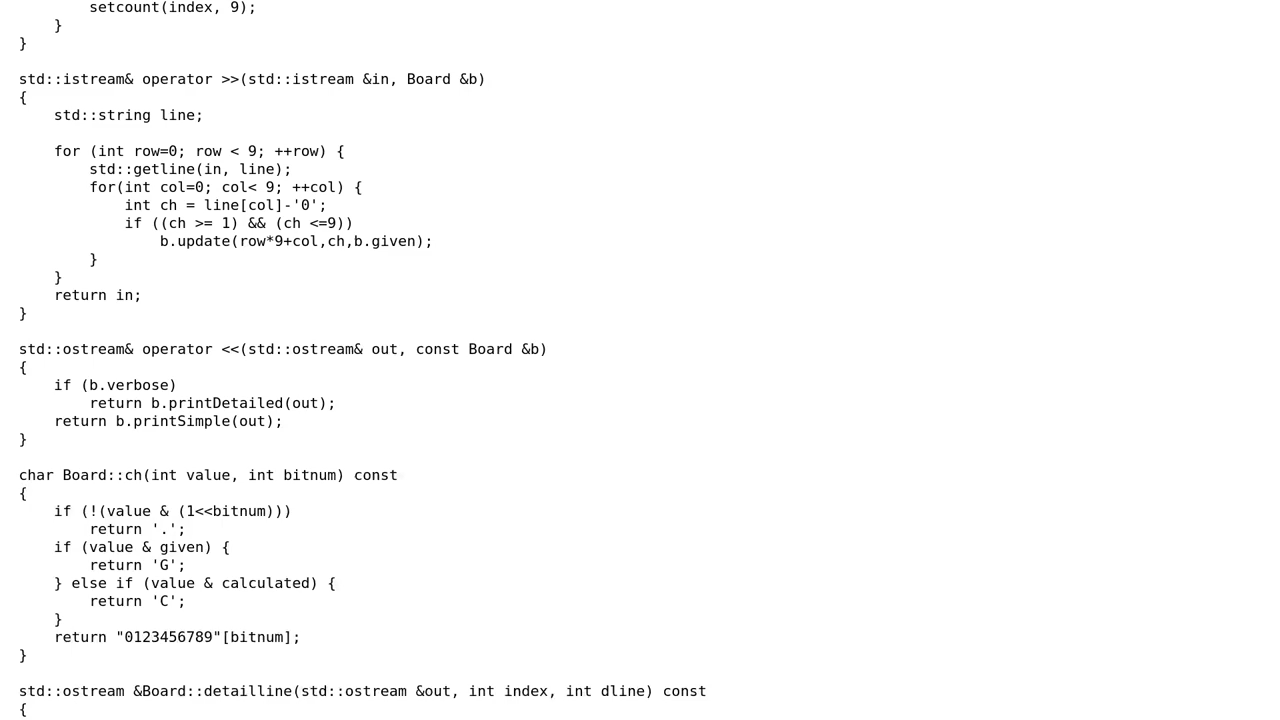 setcount(index, 9);
    }
}

std::istream& operator >>(std::istream &in, Board &b)
{
    std::string line;

    for (int row=0; row < 9; ++row) {
        std::getline(in, line);
        for(int col=0; col< 9; ++col) {
            int ch = line[col]-'0';
            if ((ch >= 1) && (ch <=9))
                b.update(row*9+col,ch,b.given);
        }
    }
    return in;
}

std::ostream& operator <<(std::ostream& out, const Board &b)
{
    if (b.verbose)
        return b.printDetailed(out);
    return b.printSimple(out);
}

char Board::ch(int value, int bitnum) const
{
    if (!(value & (1<<bitnum)))
        return '.';
    if (value & given) {
        return 'G';
    } else if (value & calculated) {
        return 'C';
    }
    return "0123456789"[bitnum];
}

std::ostream &Board::detailline(std::ostream &out, int index, int dline) const
{